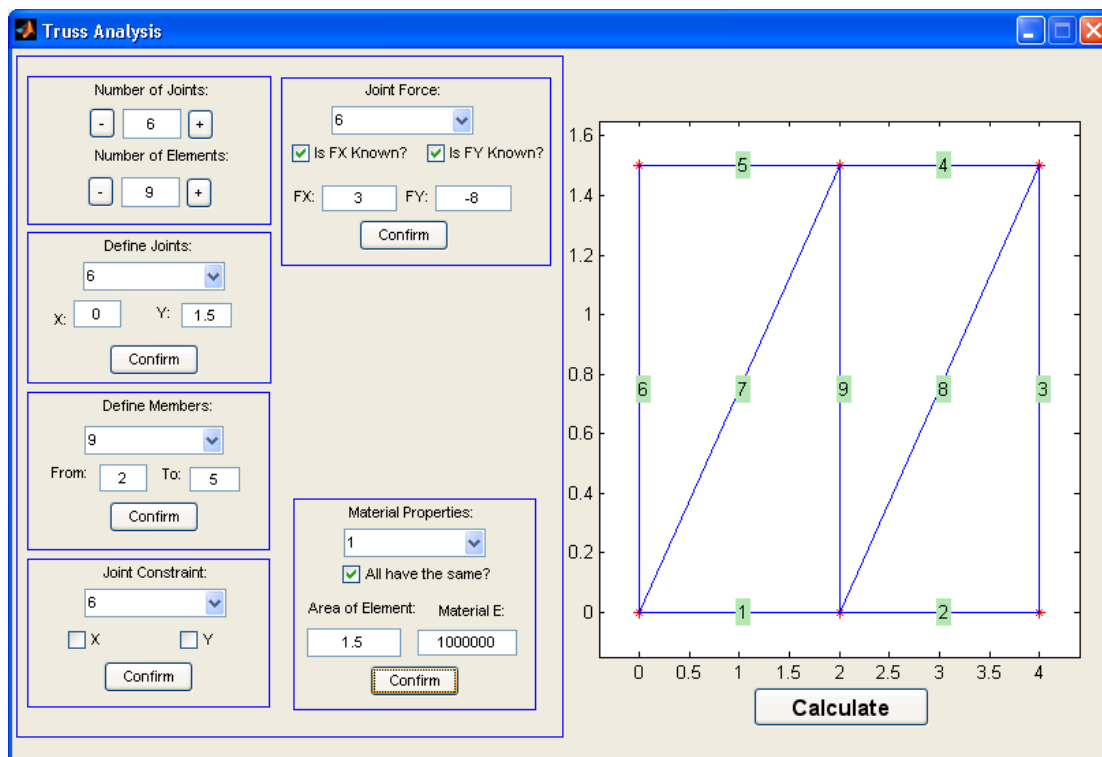 Truss Analysis
Number of Joints:
- 6 +
Number of Elements:
- 9 +
Define Joints:
6
X: 0 Y: 1.5
Confirm
Define Members:
9
From: 2 To: 5
Confirm
Joint Constraint:
6
X Y
Confirm
Joint Force:
6
Is FX Known? Is FY Known?
FX: 3 FY: -8
Confirm
Material Properties:
1
All have the same?
Area of Element: Material E:
1.5 1000000
Confirm
1.6
1.4
1.2
1
0.8
0.6
0.4
0.2
0
5 4
6 7 9 8 3
1 2
0 0.5 1 1.5 2 2.5 3 3.5 4
Calculate